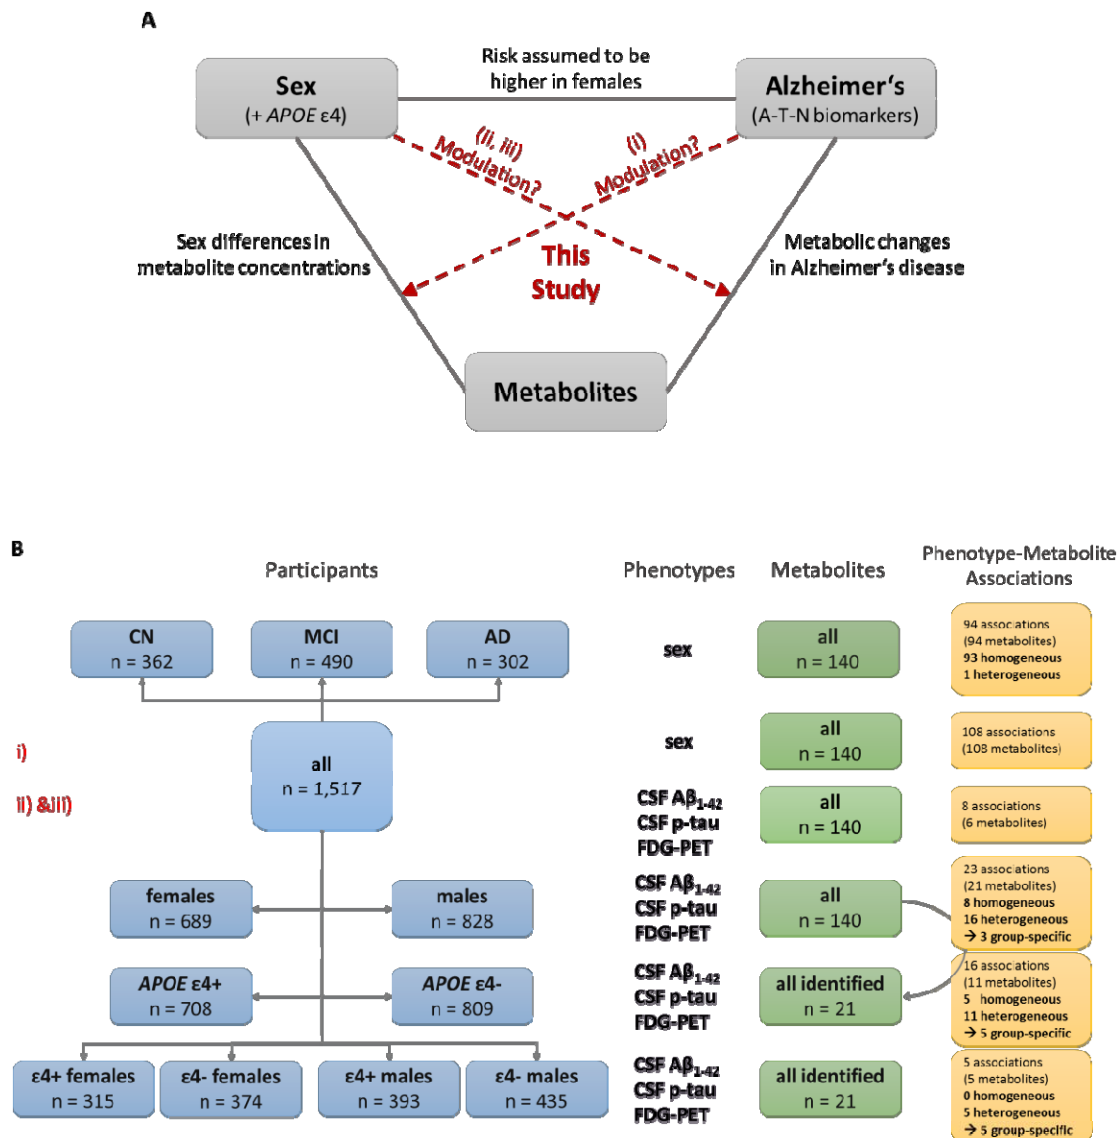 A
Risk assumed to be
higher in females
Sex
(+ APOE ε4)
Alzheimer's
(A-T-N biomarkers)
(ii, iii)
Modulation?
(i)
Modulation?
Sex differences in
metabolite concentrations
This
Study
Metabolic changes
in Alzheimer's disease
Metabolites
B
Participants
Phenotypes
Metabolites
Phenotype-Metabolite
Associations
CN
n = 362
MCI
n = 490
AD
n = 302
sex
all
n = 140
94 associations
(94 metabolites)
93 homogeneous
1 heterogeneous
i)
all
n = 1,517
sex
all
n = 140
108 associations
(108 metabolites)
ii) &iii)
CSF Aβ1-42
CSF p-tau
FDG-PET
all
n = 140
8 associations
(6 metabolites)
females
n = 689
males
n = 828
CSF Aβ1-42
CSF p-tau
FDG-PET
all
n = 140
23 associations
(21 metabolites)
8 homogeneous
16 heterogeneous
→ 3 group-specific
APOE ε4+
n = 708
APOE ε4-
n = 809
CSF Aβ1-42
CSF p-tau
FDG-PET
all identified
n = 21
16 associations
(11 metabolites)
5 homogeneous
11 heterogeneous
→ 5 group-specific
ε4+ females
n = 315
ε4- females
n = 374
ε4+ males
n = 393
ε4- males
n = 435
CSF Aβ1-42
CSF p-tau
FDG-PET
all identified
n = 21
5 associations
(5 metabolites)
0 homogeneous
5 heterogeneous
→ 5 group-specific